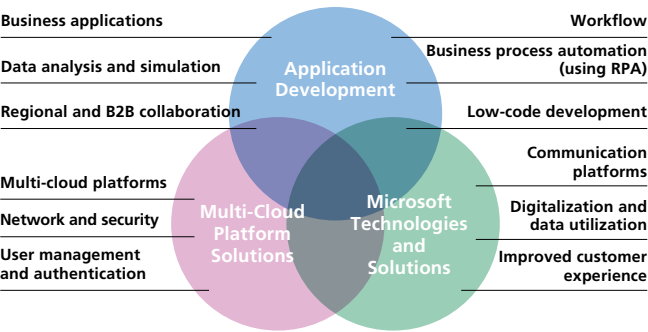 Business applications
Data analysis and simulation
Regional and B2B collaboration
Multi-cloud platforms
Network and security
User management
and authentication
Application
Development
Multi-Cloud
Platform
Solutions
Microsoft
Technologies
and
Solutions
Workflow
Business process automation
(using RPA)
Low-code development
Communication
platforms
Digitalization and
data utilization
Improved customer
experience